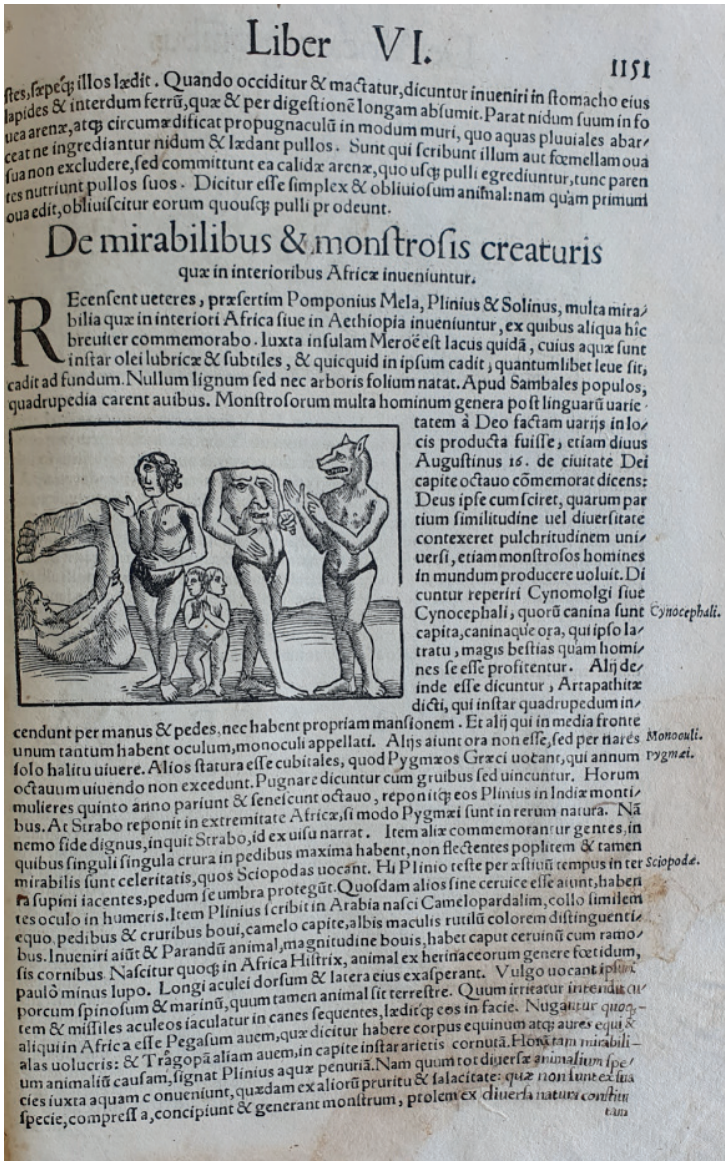 Liber VI.
1151
ſtes, ſæpeq́; illos lædit. Quando occiditur & mactatur, dicuntur inueniri in ſtomacho eius
lapides & interdum ferrũ, quæ & per digeſtionẽ longam abſumit. Parat nidum ſuum in fo
uea arenæ, atq; circumædificat propugnaculũ in modum muri, quo aquas pluuiales abar⸗
ceat ne ingrediantur nidum & lædant pullos. Sunt qui ſcribunt illum aut fœmellam oua
ſua non excludere, ſed committunt ea calidæ arenæ, quo uſq; pulli egrediuntur, tunc paren
tes nutriunt pullos ſuos. Dicitur eſſe ſimplex & obliuioſum animal: nam quàm primum
oua edit, obliuiſcitur eorum quouſq; pulli prodeunt.
De mirabilibus & monſtroſis creaturis
quæ in interioribus Africæ inueniuntur.
REcenſent ueteres, præſertim Pomponius Mela, Plinius & Solinus, multa mira⸗
bilia quæ in interiori Africa ſiue in Aethiopia inueniuntur, ex quibus aliqua hîc
breuiter commemorabo. Iuxta inſulam Meroë eſt lacus quidã, cuius aquæ ſunt
inſtar olei lubricæ & ſubtiles, & quicquid in ipſum cadit, quantumlibet leue ſit,
cadit ad fundum. Nullum lignum ſed nec arboris folium natat. Apud Sambales populos,
quadrupedia carent auibus. Monſtroſorum multa hominum genera poſt linguarũ uarie⸗
tatem à Deo factam uarijs in lo⸗
cis producta fuiſſe, etiam diuus
Auguſtinus 16. de ciuitate Dei
capite octauo cõmemorat dicens:
Deus ipſe cum ſciret, quarum par
tium ſimilitudine uel diuerſitate
contexeret pulchritudinem uni⸗
uerſi, etiam monſtroſos homines
in mundum producere uoluit. Di
cuntur reperiri Cynomolgi ſiue
Cynocephali, quorũ canina ſunt
Cynocephali.
capita, caninaque ora, qui ipſo la⸗
tratu, magis beſtias quàm homi⸗
nes ſe eſſe profitentur. Alij de⸗
inde eſſe dicuntur, Artapathitæ
dicti, qui inſtar quadrupedum in⸗
cendunt per manus & pedes, nec habent propriam manſionem. Et alij qui in media fronte
unum tantum habent oculum, monoculi appellati. Alijs aiunt ora non eſſe, ſed per nares
Monoculi.
ſolo halitu uiuere. Alios ſtatura eſſe cubitales, quod Pygmæos Græci uocant, qui annum
Pygmæi.
octauum uiuendo non excedunt. Pugnare dicuntur cum gruibus ſed uincuntur. Horum
mulieres quinto anno pariunt & ſeneſcunt octauo, reponitq́; eos Plinius in Indiæ monti⸗
bus. At Strabo reponit in extremitate Africæ, ſi modo Pygmæi ſunt in rerum natura. Nã
nemo fide dignus, inquit Strabo, id ex uiſu narrat. Item aliæ commemorantur gentes, in
quibus ſinguli ſingula crura in pedibus maxima habent, non flectentes poplitem & tamen
mirabilis ſunt celeritatis, quos Sciopodas uocant. Hi Plinio teſte per æſtiuũ tempus in ter
Sciopodæ.
ra ſupini iacentes, pedum ſe umbra protegũt. Quoſdam alios ſine ceruice eſſe aiunt, haben
tes oculo in humeris. Item Plinius ſcribit in Arabia naſci Camelopardalim, collo ſimilem
equo, pedibus & cruribus boui, camelo capite, albis maculis rutilũ colorem diſtinguenti⸗
bus. Inueniri aiũt & Parandũ animal, magnitudine bouis, habet caput ceruinũ cum ramo⸗
ſis cornibus. Naſcitur quoq; in Africa Hiſtrix, animal ex herinaceorum genere fœtidum,
paulò minus lupo. Longi aculei dorſum & latera eius exaſperant. Vulgo uocant ipſum
porcum ſpinoſum & marinũ, quum tamen animal ſit terreſtre. Quum irritatur intendit cu⸗
tem & miſſiles aculeos iaculatur in canes ſequentes, læditq́; eos in facie. Nugantur quoq;
aliqui in Africa eſſe Pegaſum auem, quæ dicitur habere corpus equinum atq; aures equi &
alas uolucris: & Tragopã aliam auem, in capite inſtar arietis cornutã. Horũ tam mirabili⸗
um animaliũ cauſam, ſignat Plinius aquæ penuriã. Nam quum tot diuerſæ animalium ſpe⸗
cies iuxta aquam conueniunt, quædam ex aliorũ pruritu & ſalacitate: quæ non ſunt ex ſua
ſpecie, compreſſa, concipiunt & generant monſtrum, prolem ex diuerſa natura conſtitu
tam